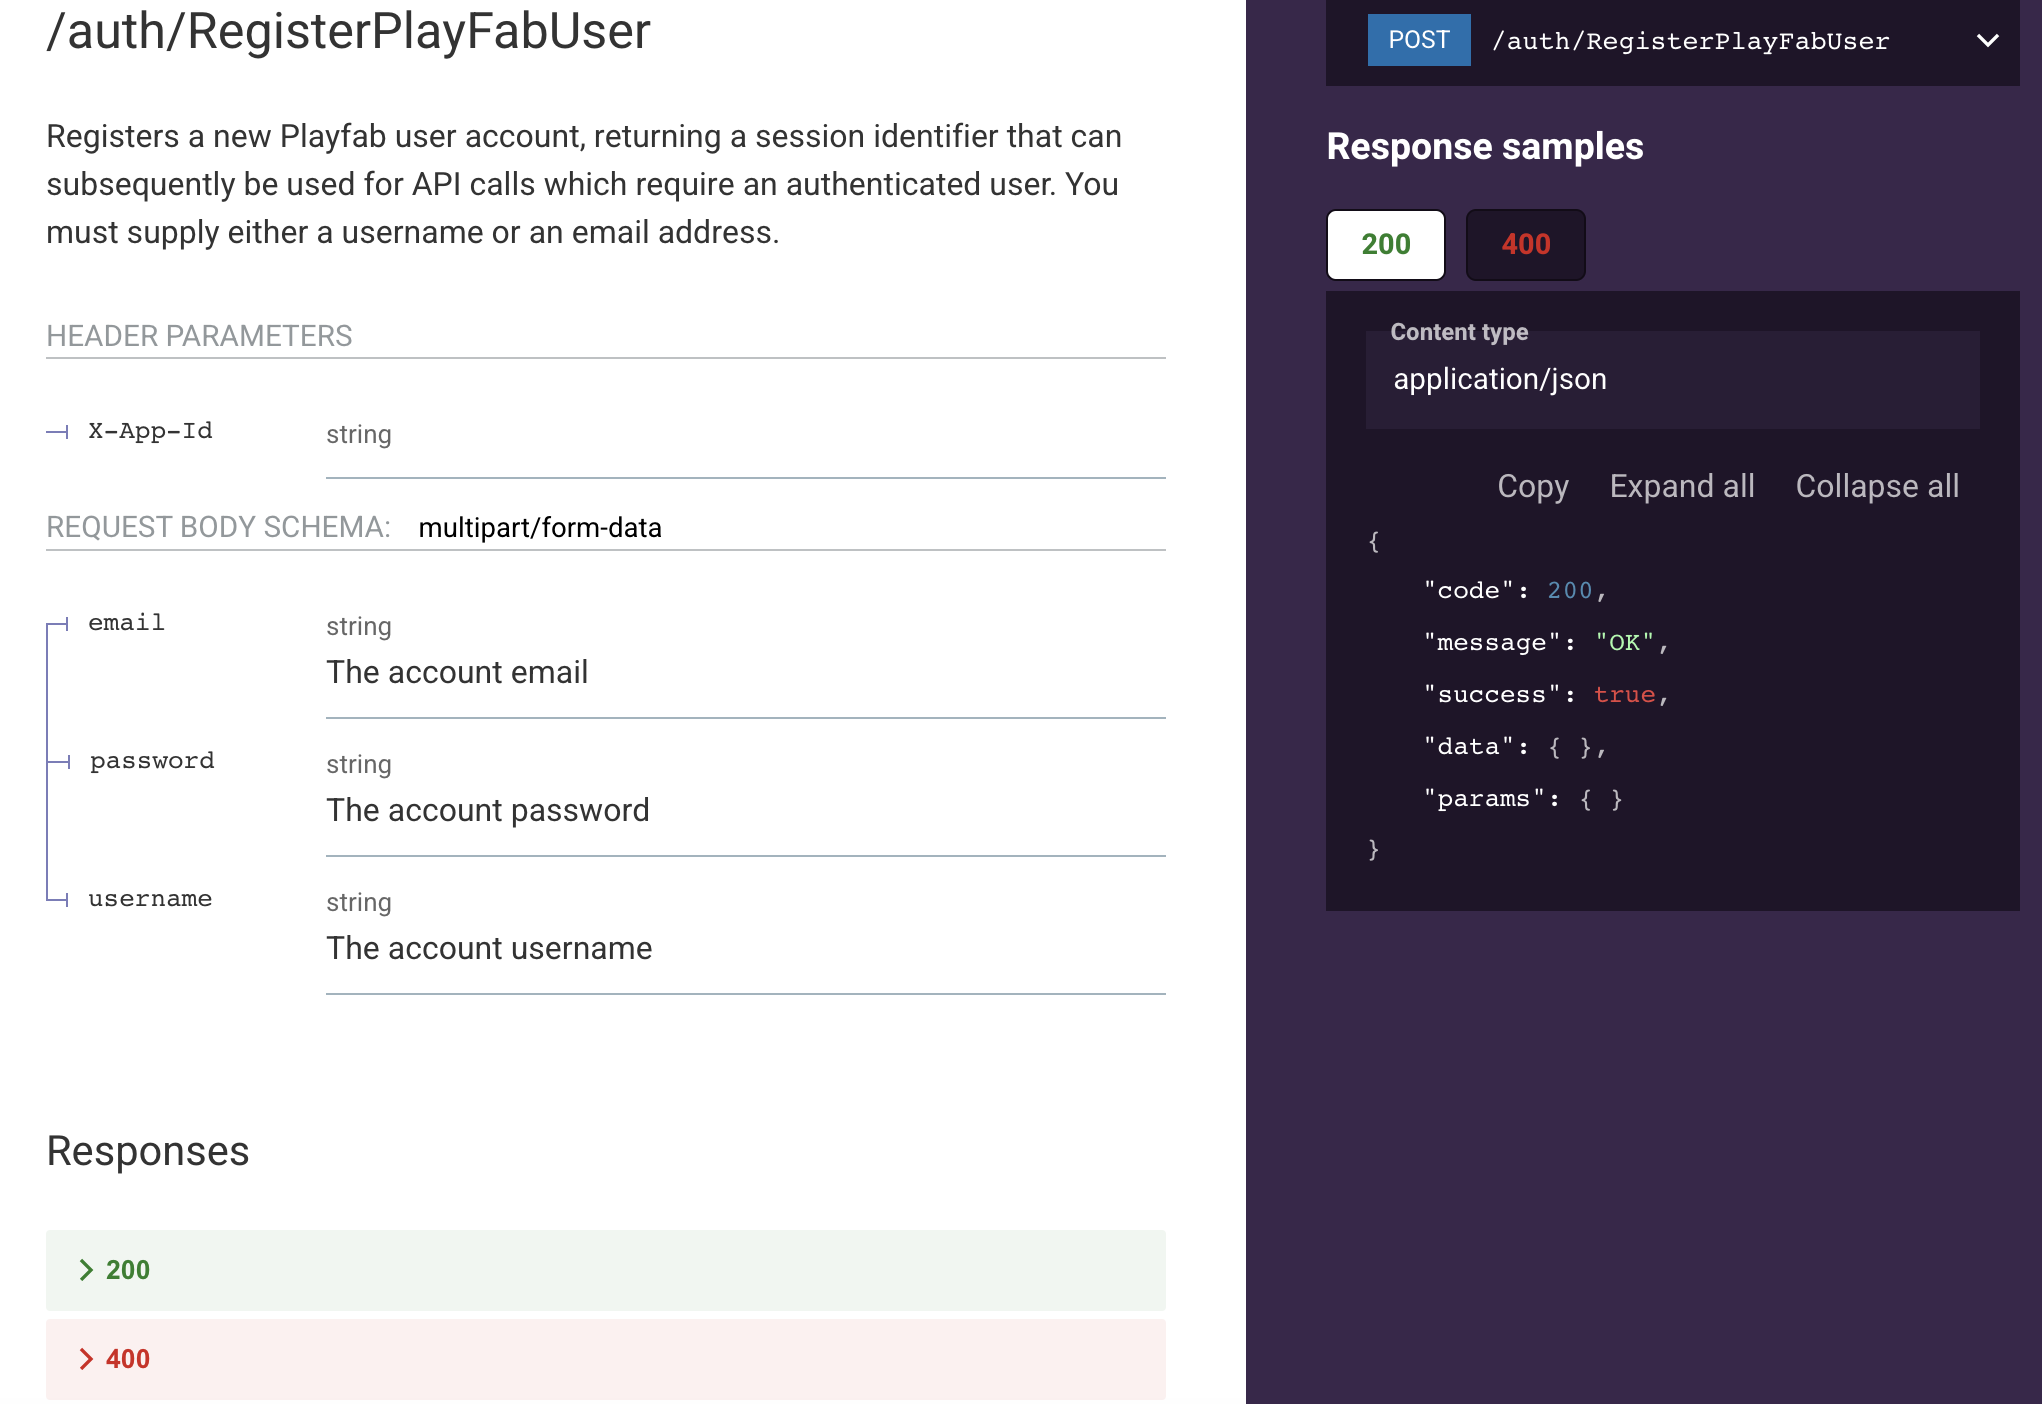 /auth/RegisterPlayFabUser
Registers a new Playfab user account, returning a session identifier that can
subsequently be used for API calls which require an authenticated user. You
must supply either a username or an email address.
HEADER PARAMETERS
X-App-Id string
REQUEST BODY SCHEMA: multipart/form-data
email string
The account email
password string
The account password
username string
The account username
Responses
200
400
POST /auth/RegisterPlayFabUser
Response samples
200 400
Content type
application/json
Copy Expand all Collapse all
{
"code": 200,
"message": "OK",
"success": true,
"data": { },
"params": { }
}